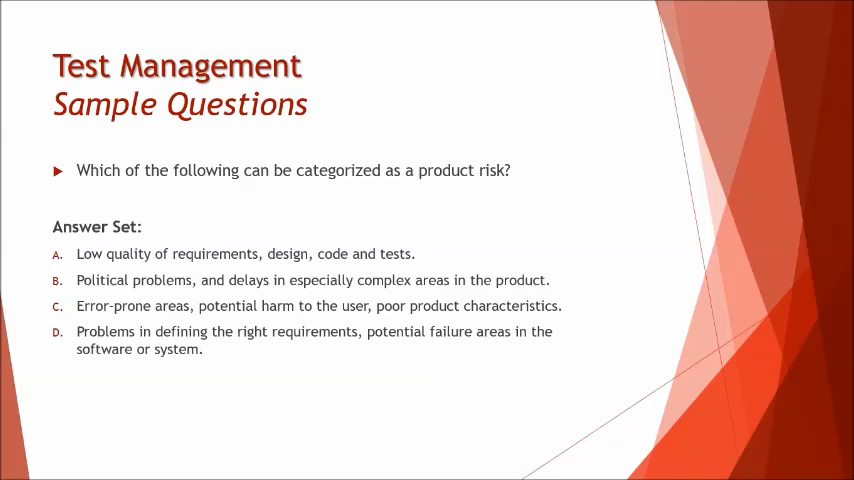 Test Management
Sample Questions
Which of the following can be categorized as a product risk?
Answer Set:
A. Low quality of requirements, design, code and tests.
B. Political problems, and delays in especially complex areas in the product.
C. Error-prone areas, potential harm to the user, poor product characteristics.
D. Problems in defining the right requirements, potential failure areas in the
software or system.